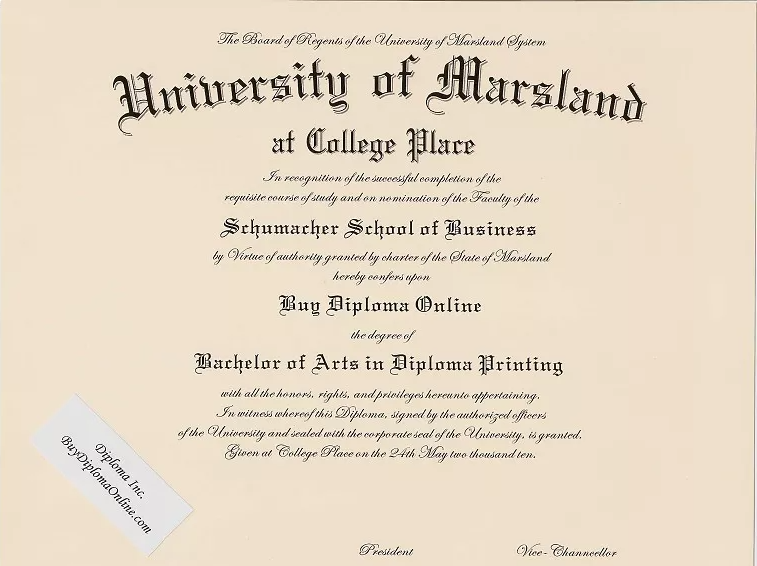 The Board of Regents of the University of Marsland System
University of Marsland
at College Place
In recognition of the successful completion of the
requisite course of study and on nomination of the Faculty of the
Schumacher School of Business
by Virtue of authority granted by charter of the State of Marsland
hereby confers upon
Buy Diploma Online
the degree of
Bachelor of Arts in Diploma Printing
with all the honors, rights, and privileges hereunto appertaining.
In witness whereof this Diploma, signed by the authorized officers
of the University and sealed with the corporate seal of the University, is granted.
Given at College Place on the 24th May two thousand ten.
Diploma Inc.
BuyDiplomaOnline.com
President
Vice-Channcellor